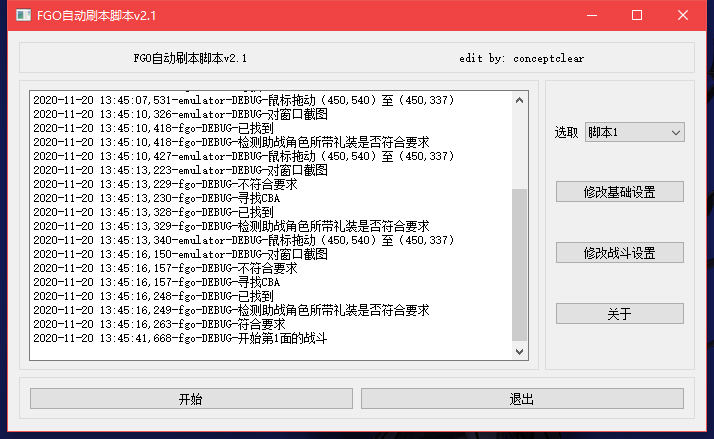 FGO自动刷本脚本v2.1
FGO自动刷本脚本v2.1 edit by: conceptclear
2020-11-20 13:45:07,531-emulator-DEBUG-鼠标拖动（450,540）至（450,337）
2020-11-20 13:45:10,326-emulator-DEBUG-对窗口截图
2020-11-20 13:45:10,418-fgo-DEBUG-已找到
2020-11-20 13:45:10,418-fgo-DEBUG-检测助战角色所带礼装是否符合要求
2020-11-20 13:45:10,427-emulator-DEBUG-鼠标拖动（450,540）至（450,337）
2020-11-20 13:45:13,223-emulator-DEBUG-对窗口截图
2020-11-20 13:45:13,229-fgo-DEBUG-不符合要求
2020-11-20 13:45:13,230-fgo-DEBUG-寻找CBA
2020-11-20 13:45:13,328-fgo-DEBUG-已找到
2020-11-20 13:45:13,329-fgo-DEBUG-检测助战角色所带礼装是否符合要求
2020-11-20 13:45:13,340-emulator-DEBUG-鼠标拖动（450,540）至（450,337）
2020-11-20 13:45:16,150-emulator-DEBUG-对窗口截图
2020-11-20 13:45:16,157-fgo-DEBUG-不符合要求
2020-11-20 13:45:16,157-fgo-DEBUG-寻找CBA
2020-11-20 13:45:16,248-fgo-DEBUG-已找到
2020-11-20 13:45:16,249-fgo-DEBUG-检测助战角色所带礼装是否符合要求
2020-11-20 13:45:16,263-fgo-DEBUG-符合要求
2020-11-20 13:45:41,668-fgo-DEBUG-开始第1面的战斗
选取 脚本1
修改基础设置
修改战斗设置
关于
开始 退出